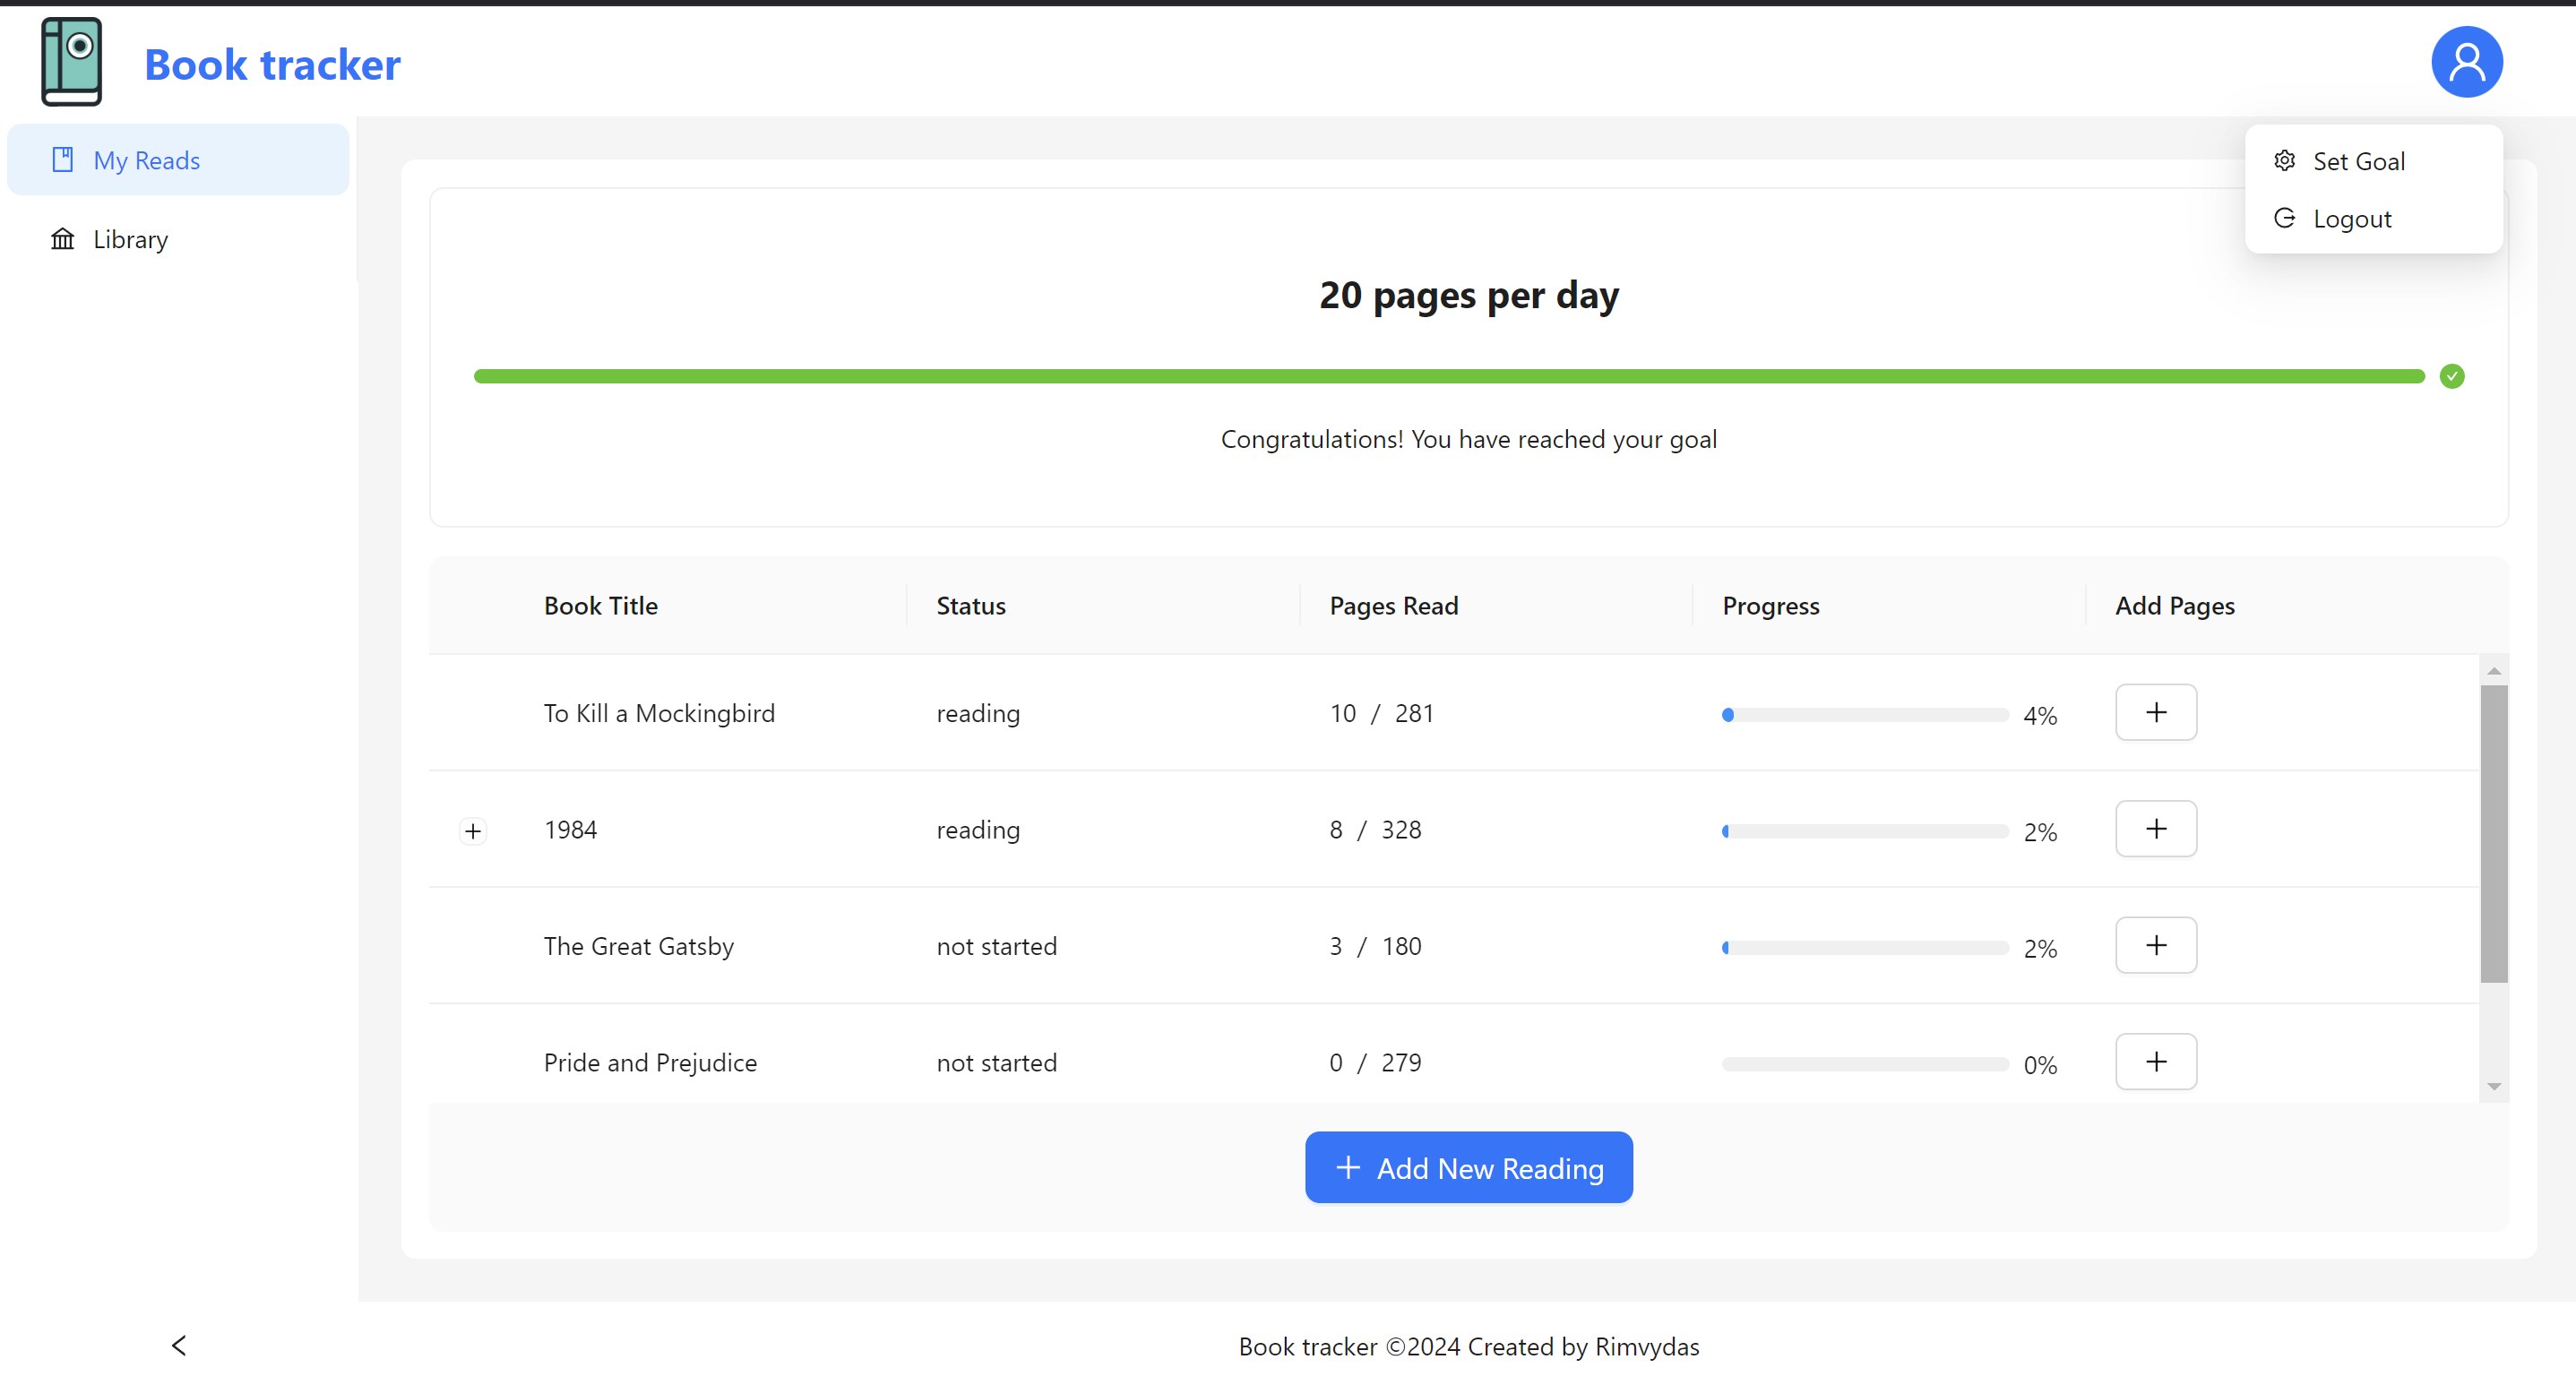 Book tracker
My Reads
Library
Set Goal
Logout
20 pages per day
Congratulations! You have reached your goal
Book Title Status Pages Read Progress Add Pages
To Kill a Mockingbird reading 10 / 281 4%
1984 reading 8 / 328 2%
The Great Gatsby not started 3 / 180 2%
Pride and Prejudice not started 0 / 279 0%
Add New Reading
Book tracker ©2024 Created by Rimvydas